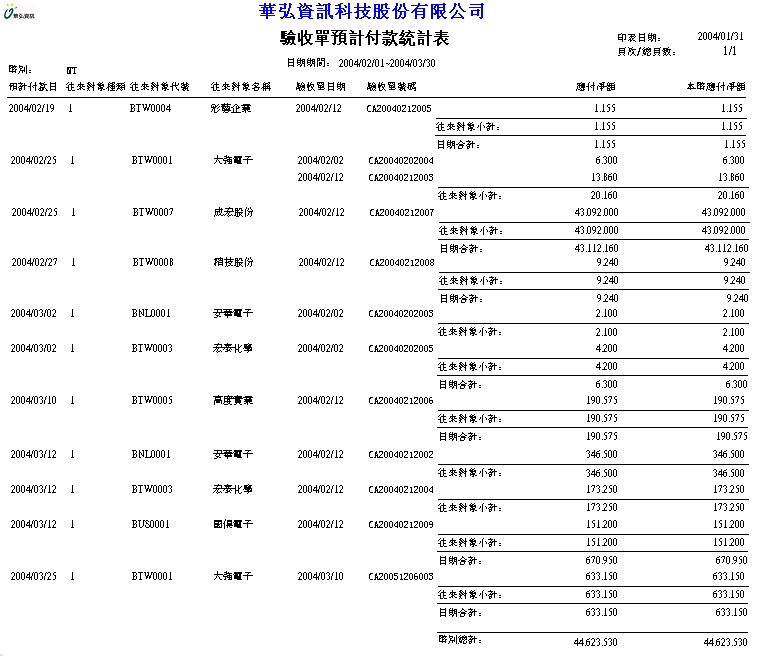 華弘資訊
華弘資訊科技股份有限公司
驗收單預計付款統計表
印表日期: 2004/01/31
頁次/總頁數: 1/1
日期期間: 2004/02/01~2004/03/30
幣別: NT
預計付款日 往來對象種類 往來對象代號 往來對象名稱 驗收單日期 驗收單號碼 應付淨額 本幣應付淨額
2004/02/19 1 BTW0004 彩藝企業 2004/02/12 CA20040212005 1.155 1.155
往來對象小計: 1.155 1.155
日期合計: 1.155 1.155
2004/02/25 1 BTW0001 大強電子 2004/02/02 CA20040202004 6.300 6.300
2004/02/12 CA20040212003 13.860 13.860
往來對象小計: 20.160 20.160
2004/02/25 1 BTW0007 成宏股份 2004/02/12 CA20040212007 43.092.000 43.092.000
往來對象小計: 43.092.000 43.092.000
日期合計: 43.112.160 43.112.160
2004/02/27 1 BTW0008 精技股份 2004/02/12 CA20040212008 9.240 9.240
往來對象小計: 9.240 9.240
日期合計: 9.240 9.240
2004/03/02 1 BNL0001 安華電子 2004/02/02 CA20040202003 2.100 2.100
往來對象小計: 2.100 2.100
2004/03/02 1 BTW0003 宏泰化學 2004/02/02 CA20040202005 4.200 4.200
往來對象小計: 4.200 4.200
日期合計: 6.300 6.300
2004/03/10 1 BTW0005 高度實業 2004/02/12 CA20040212006 190.575 190.575
往來對象小計: 190.575 190.575
日期合計: 190.575 190.575
2004/03/12 1 BNL0001 安華電子 2004/02/12 CA20040212002 346.500 346.500
往來對象小計: 346.500 346.500
2004/03/12 1 BTW0003 宏泰化學 2004/02/12 CA20040212004 173.250 173.250
往來對象小計: 173.250 173.250
2004/03/12 1 BUS0001 電子 2004/02/12 CA20040212009 151.200 151.200
往來對象小計: 151.200 151.200
日期合計: 670.950 670.950
2004/03/25 1 BTW0001 大強電子 2004/03/10 CA20051206003 633.150 633.150
往來對象小計: 633.150 633.150
日期合計: 633.150 633.150
幣別總計: 44.623.530 44.623.530